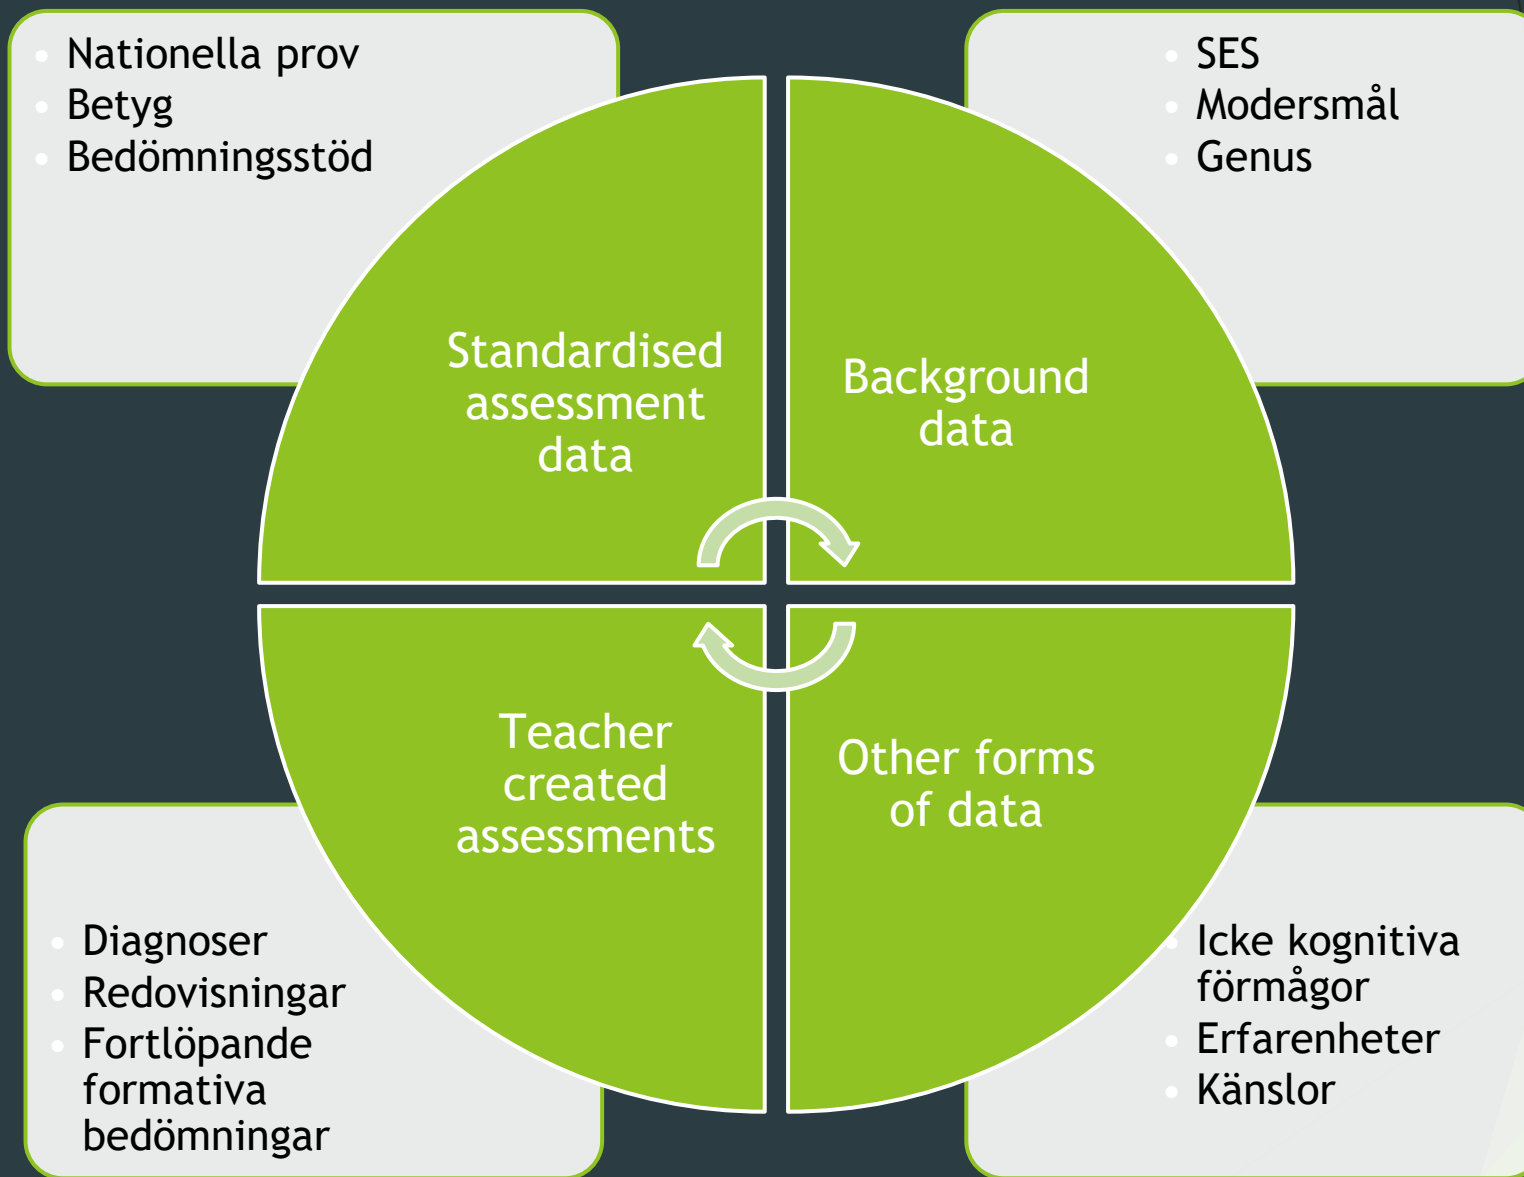 • Nationella prov
• Betyg
• Bedömningsstöd
• SES
• Modersmål
• Genus
Standardised
assessment
data
Background
data
Teacher
created
assessments
Other forms
of data
• Diagnoser
• Redovisningar
• Fortlöpande
formativa
bedömningar
• Icke kognitiva
förmågor
• Erfarenheter
• Känslor